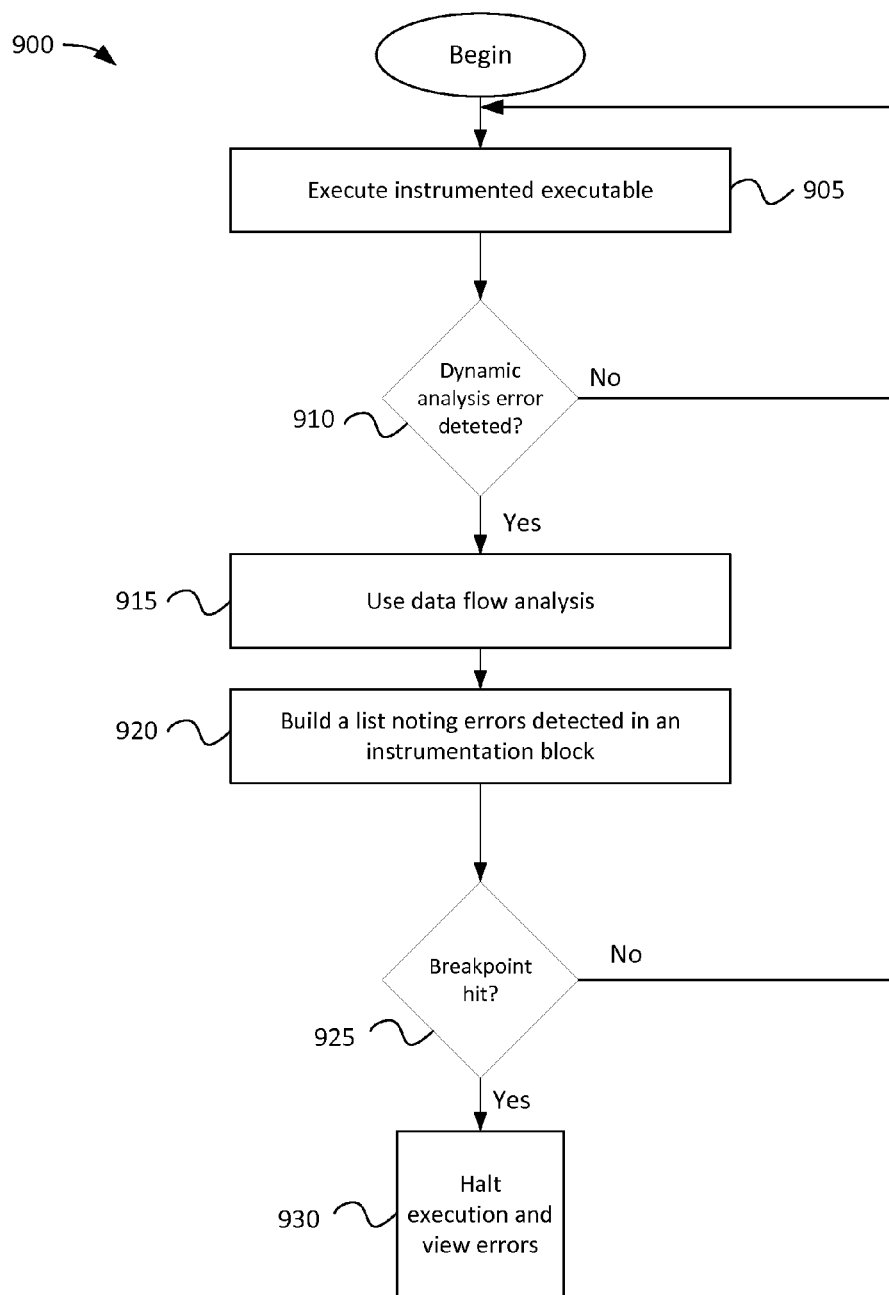 900
Begin
Execute instrumented executable
905
Dynamic
analysis error
deteted?
No
910
Yes
915
Use data flow analysis
920
Build a list noting errors detected in an
instrumentation block
Breakpoint
hit?
No
925
Yes
930
Halt
execution and
view errors